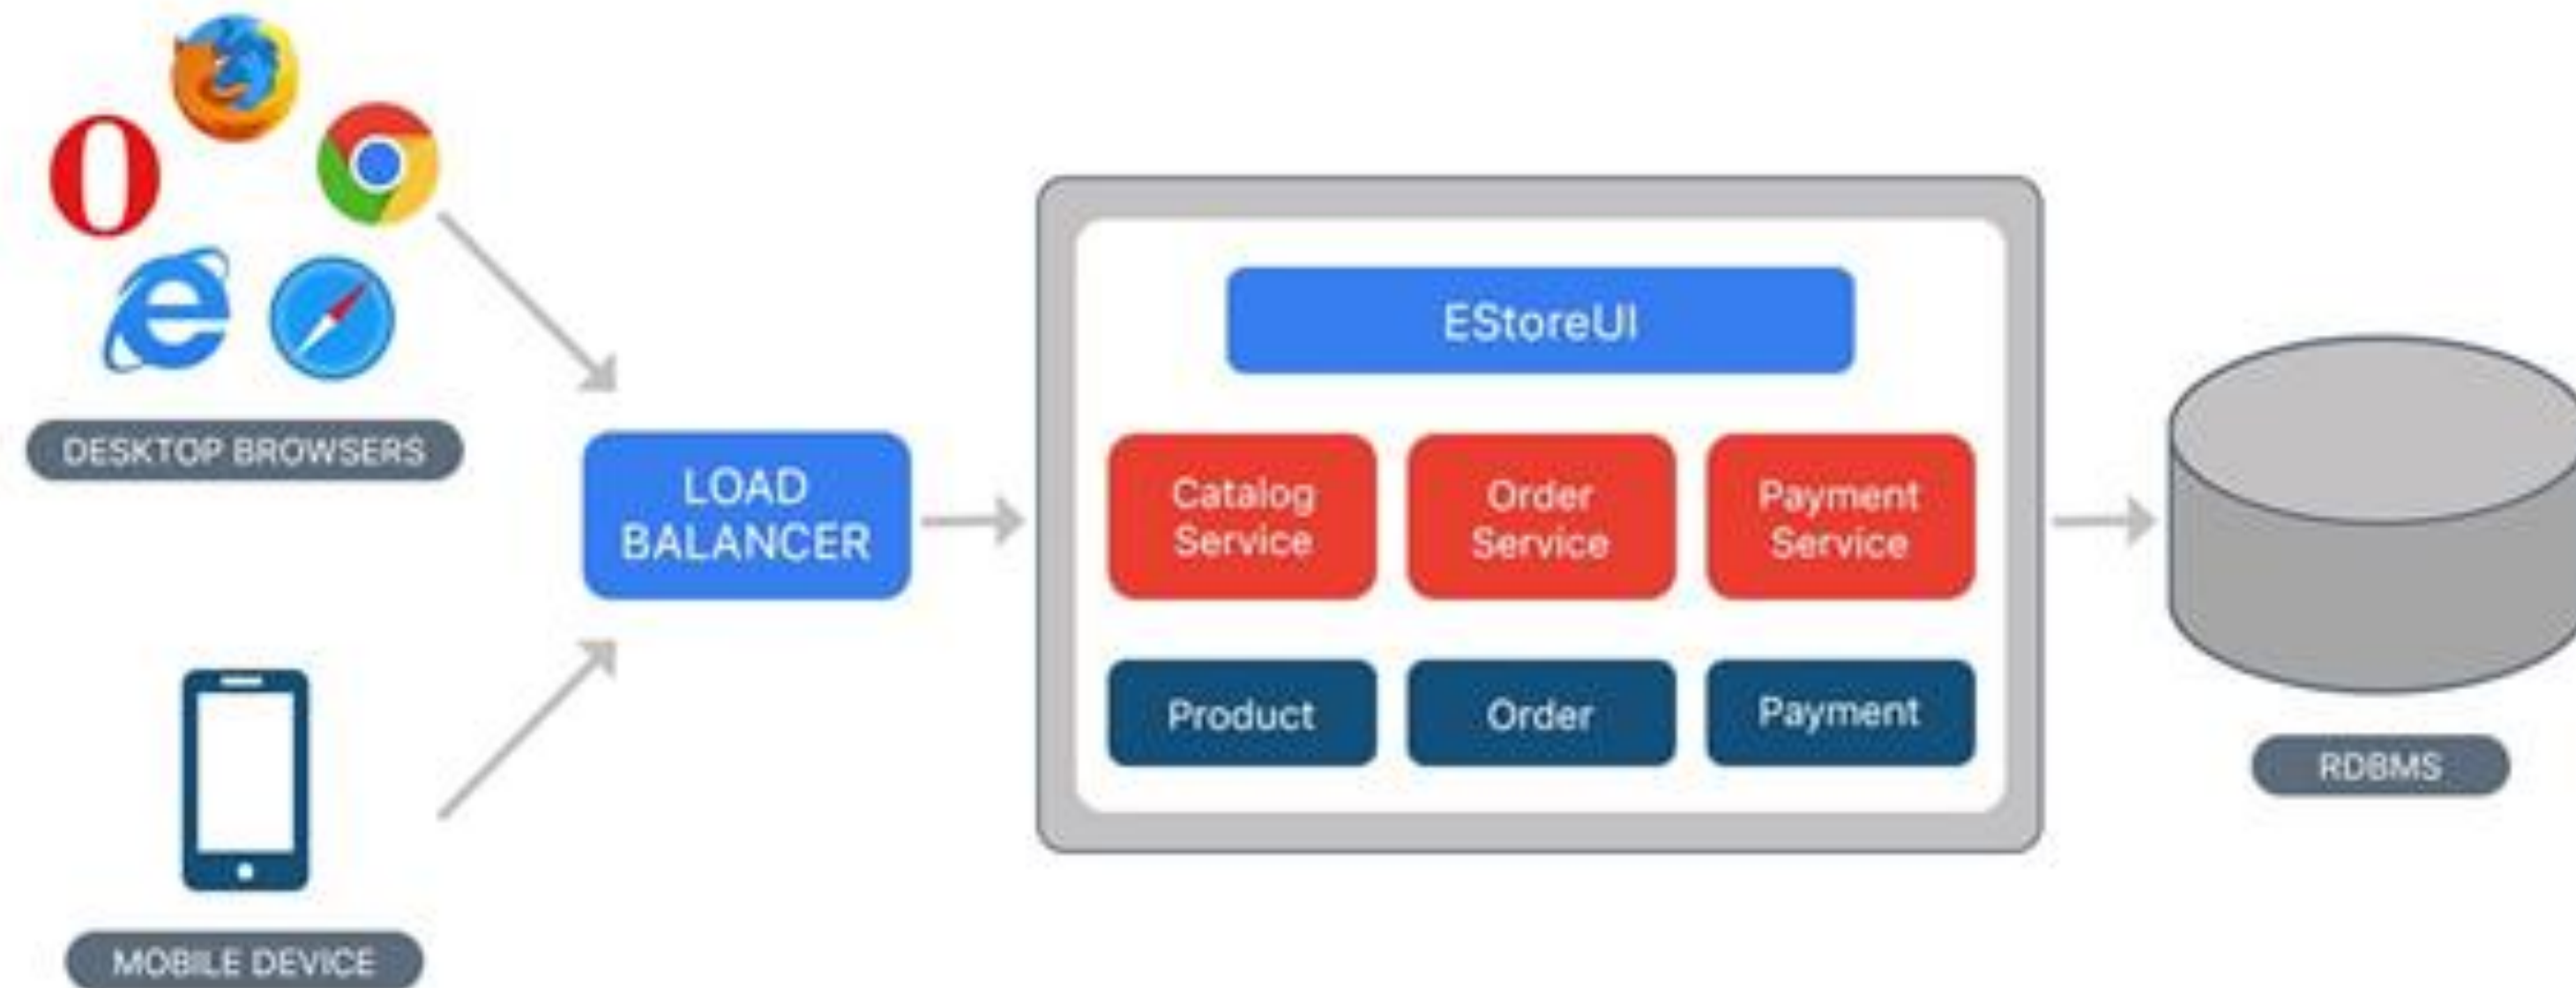 DESKTOP BROWSERS
MOBILE DEVICE
LOAD
BALANCER
EStoreUI
Catalog
Service
Order
Service
Payment
Service
Product
Order
Payment
RDBMS